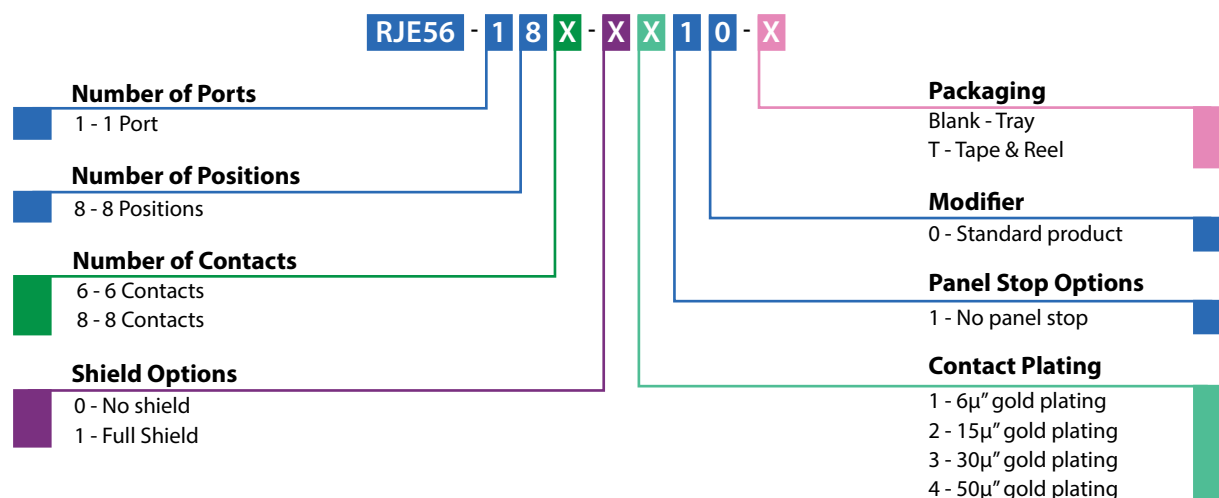 RJE56 - 1 8 X - X X 1 0 - X
Number of Ports
1 - 1 Port
Number of Positions
8 - 8 Positions
Number of Contacts
6 - 6 Contacts
8 - 8 Contacts
Shield Options
0 - No shield
1 - Full Shield
Packaging
Blank - Tray
T - Tape & Reel
Modifier
0 - Standard product
Panel Stop Options
1 - No panel stop
Contact Plating
1 - 6µ” gold plating
2 - 15µ” gold plating
3 - 30µ” gold plating
4 - 50µ” gold plating